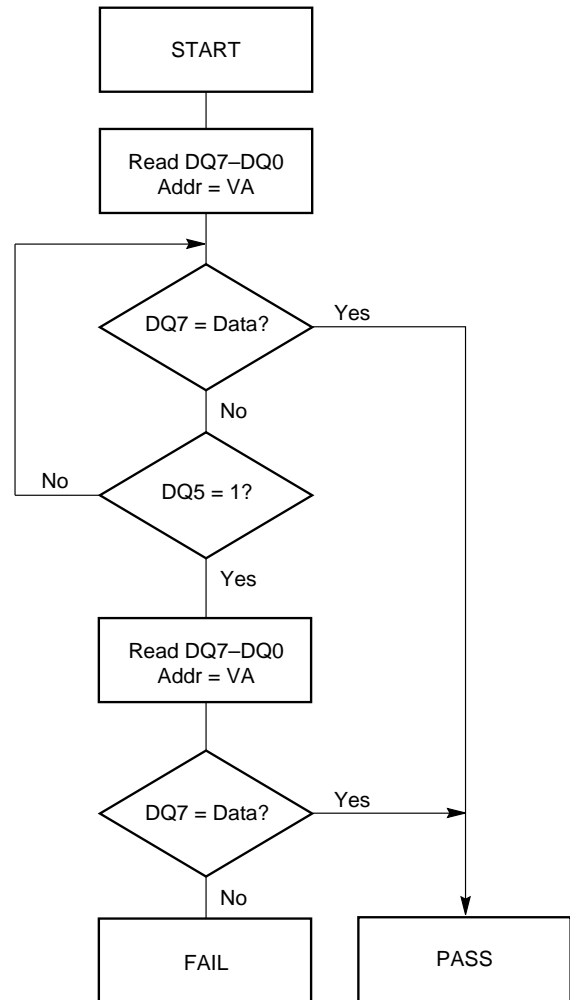 START
Read DQ7–DQ0
Addr = VA
DQ7 = Data?
Yes
No
No
DQ5 = 1?
Yes
Read DQ7–DQ0
Addr = VA
DQ7 = Data?
Yes
No
FAIL
PASS